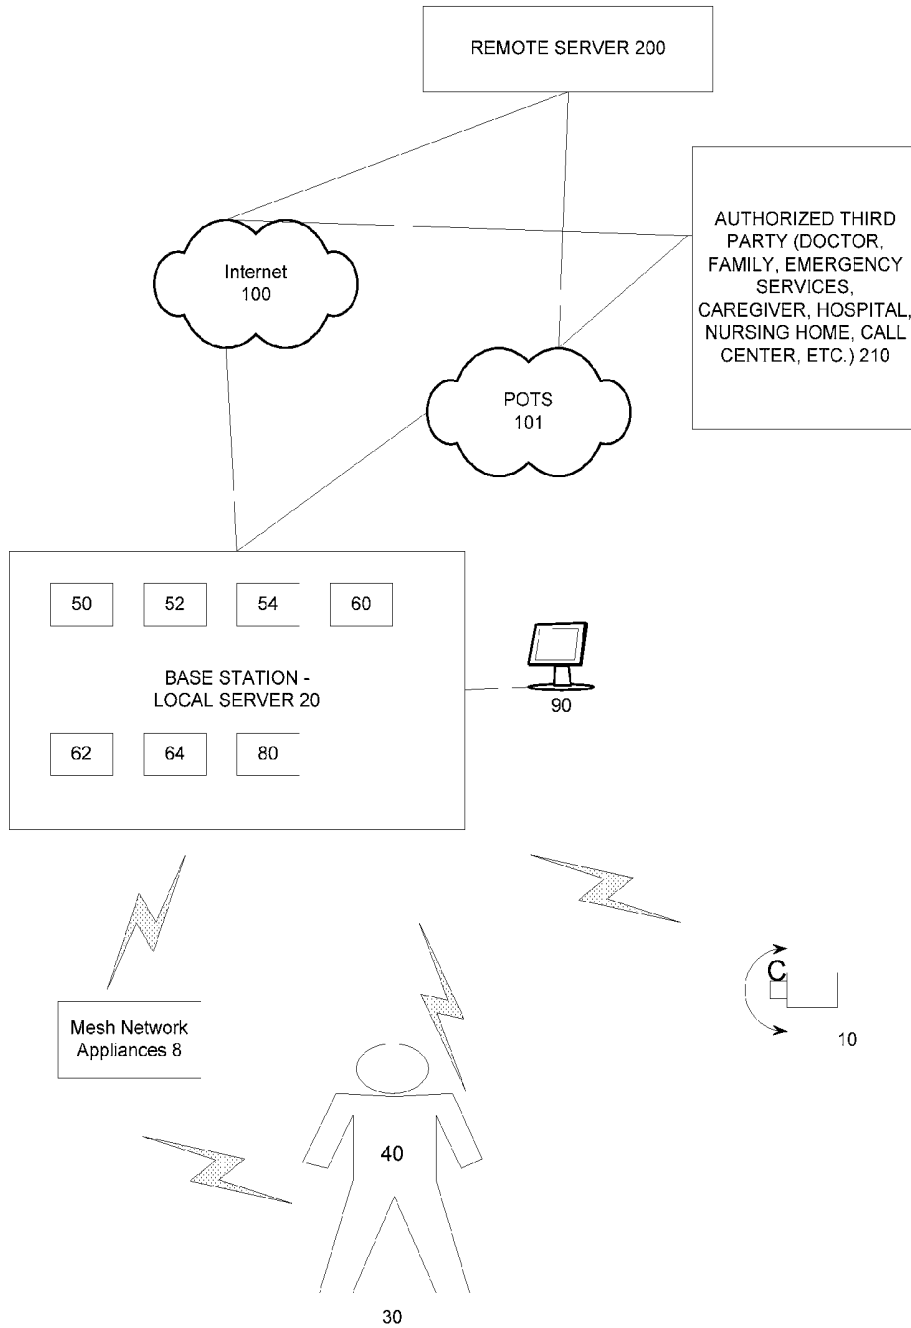 REMOTE SERVER 200
AUTHORIZED THIRD
PARTY (DOCTOR,
FAMILY, EMERGENCY
SERVICES,
CAREGIVER, HOSPITAL,
NURSING HOME, CALL
CENTER, ETC.) 210
Internet
100
POTS
101
50
52
54
60
BASE STATION -
LOCAL SERVER 20
90
62
64
80
C
10
Mesh Network
Appliances 8
40
30